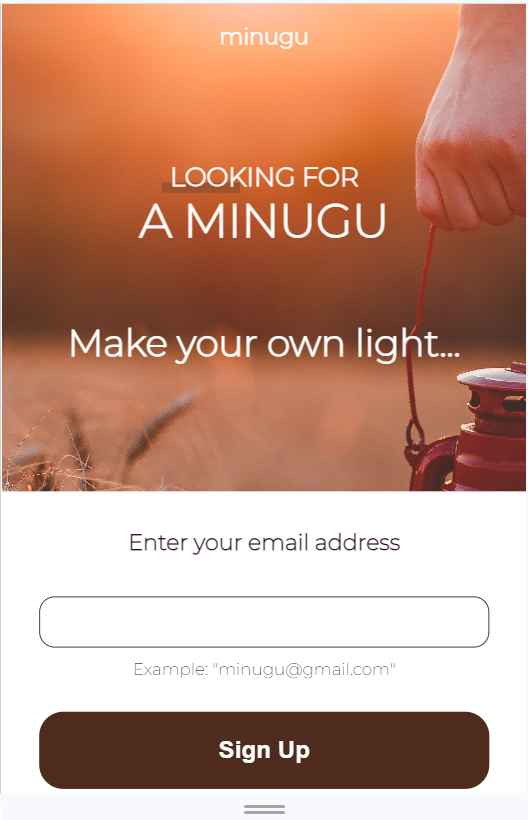 minugu
LOOKING FOR
A MINUGU
Make your own light...
Enter your email address
Example: "minugu@gmail.com"
Sign Up